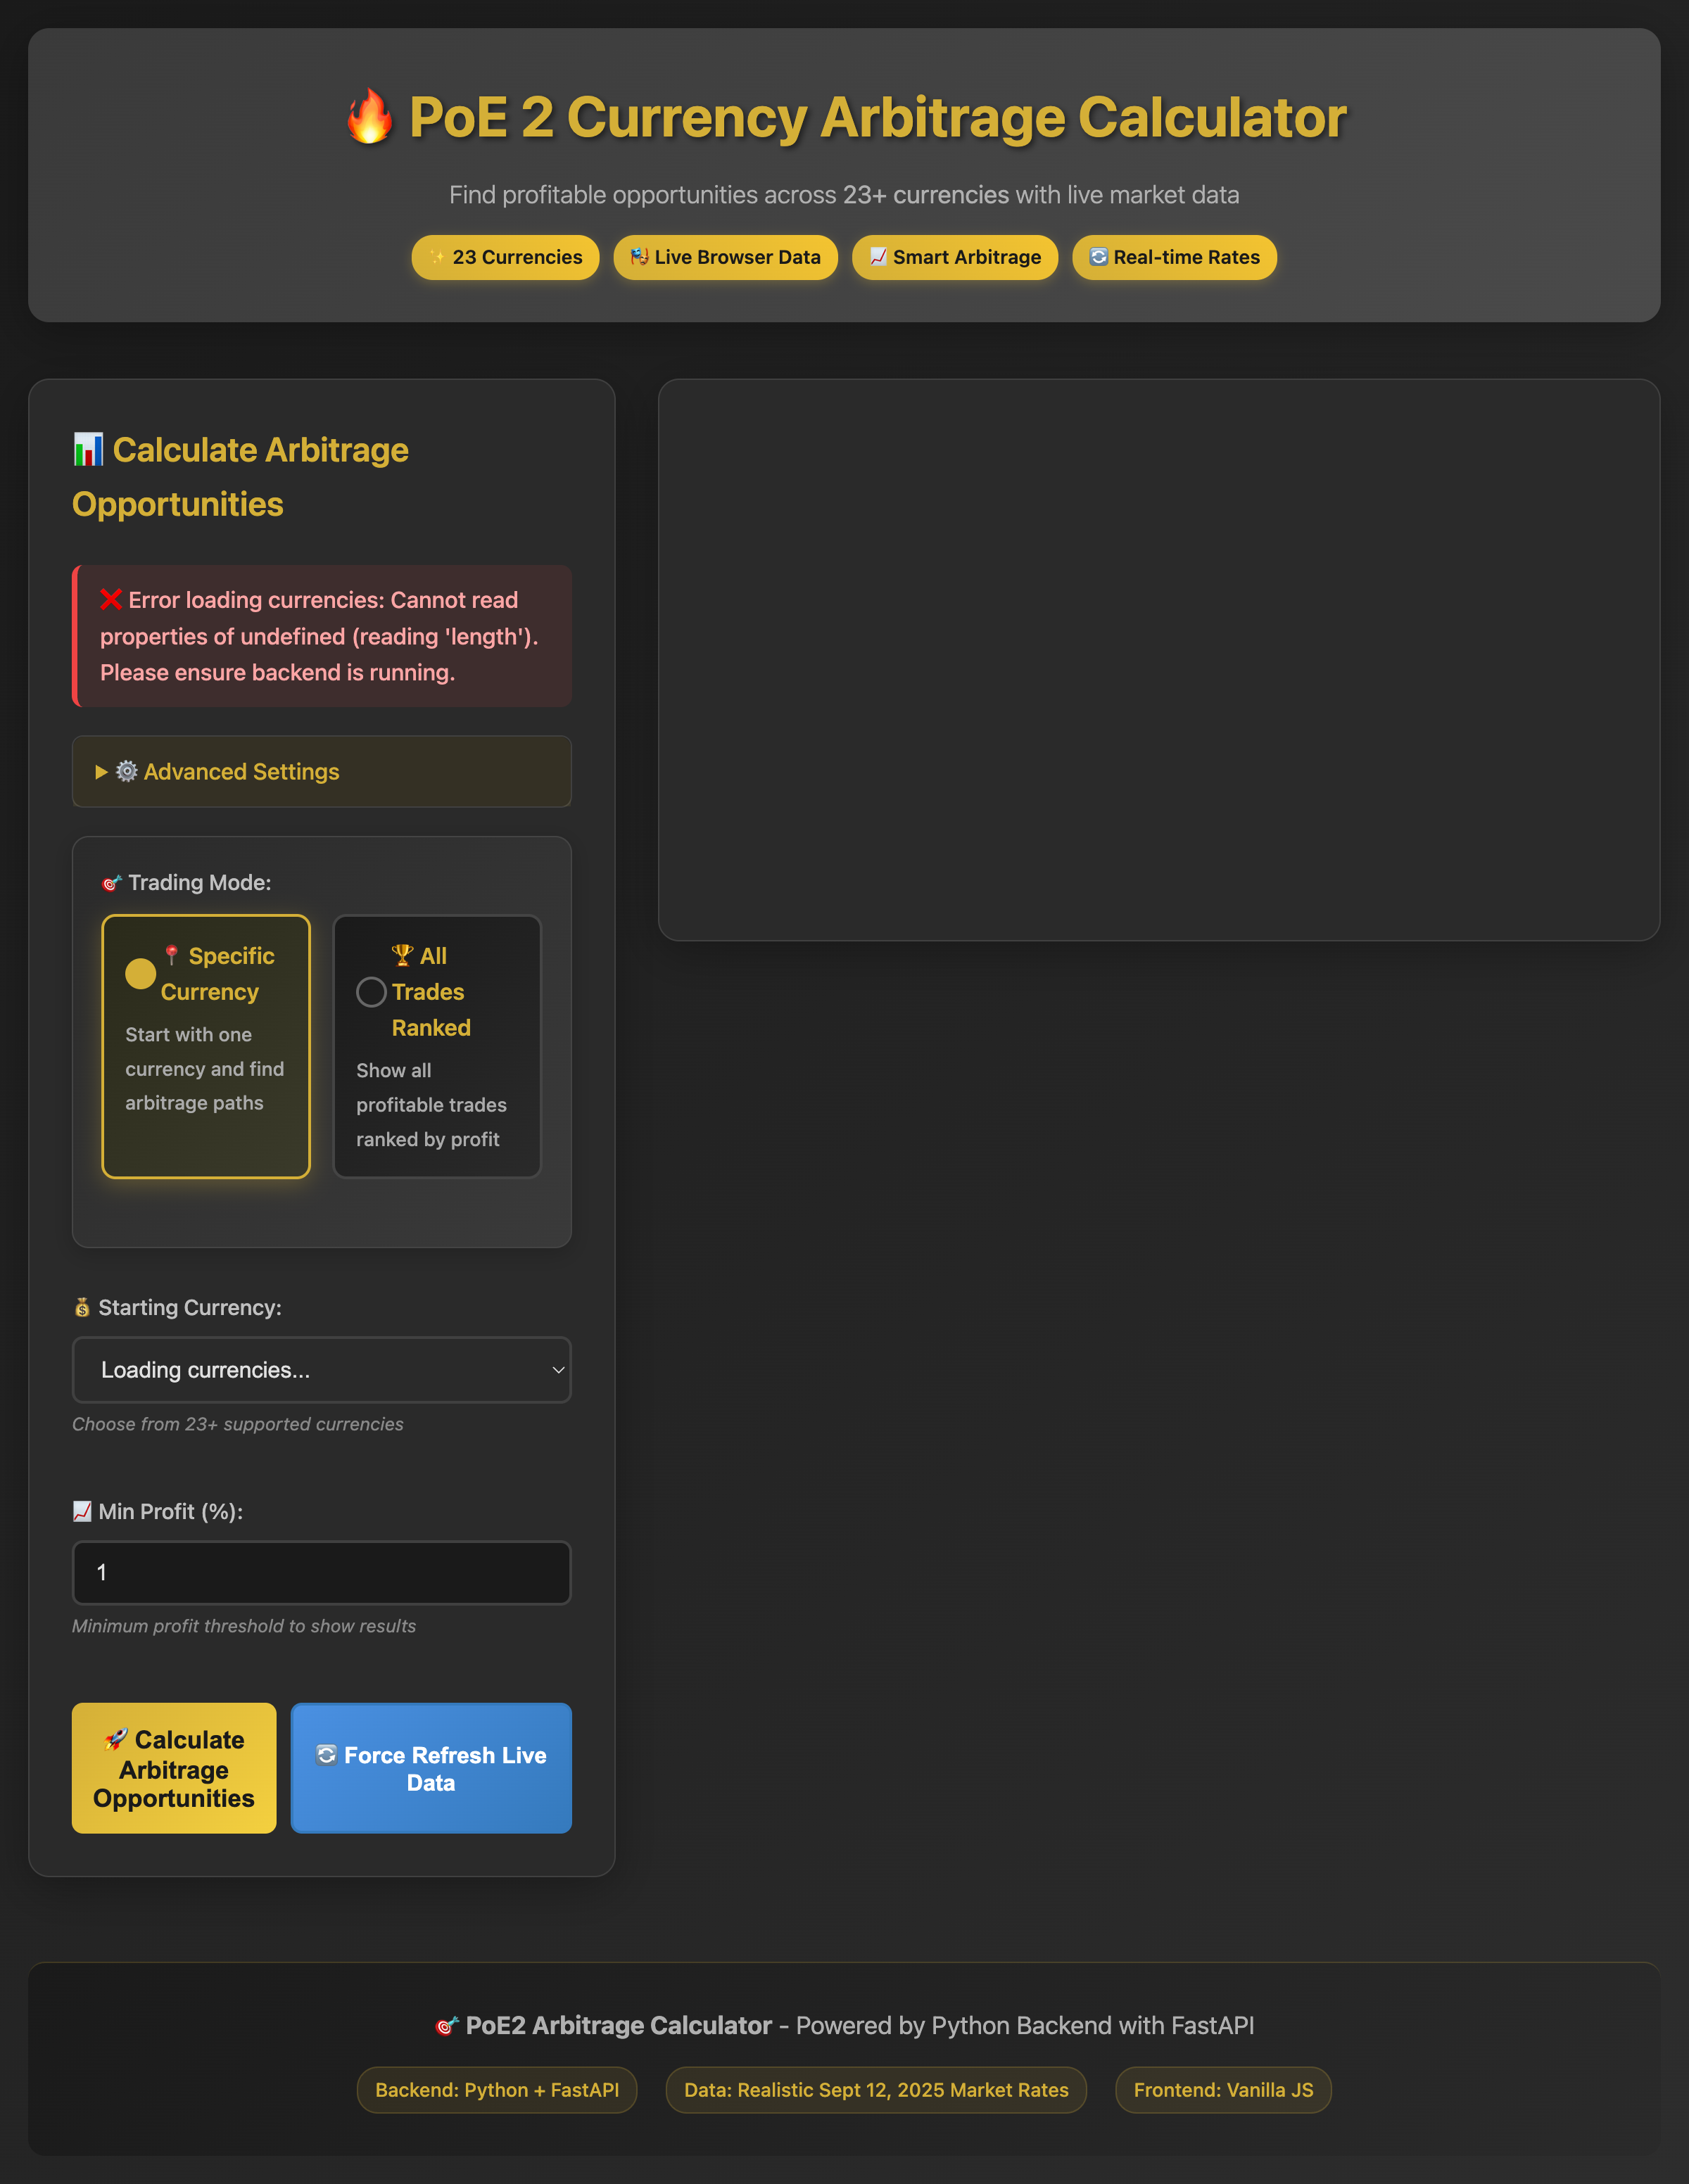 🔥 PoE 2 Currency Arbitrage Calculator
Find profitable opportunities across 23+ currencies with live market data
✨ 23 Currencies
🎭 Live Browser Data
📈 Smart Arbitrage
🔄 Real-time Rates
📊 Calculate Arbitrage
Opportunities
❌ Error loading currencies: Cannot read
properties of undefined (reading 'length').
Please ensure backend is running.
▶ ⚙️ Advanced Settings
🎯 Trading Mode:
📍 Specific
Currency
Start with one
currency and find
arbitrage paths
🏆 All
Trades
Ranked
Show all
profitable trades
ranked by profit
💰 Starting Currency:
Loading currencies...
Choose from 23+ supported currencies
📈 Min Profit (%):
1
Minimum profit threshold to show results
🚀 Calculate
Arbitrage
Opportunities
🔄 Force Refresh Live
Data
🎯 PoE2 Arbitrage Calculator - Powered by Python Backend with FastAPI
Backend: Python + FastAPI
Data: Realistic Sept 12, 2025 Market Rates
Frontend: Vanilla JS